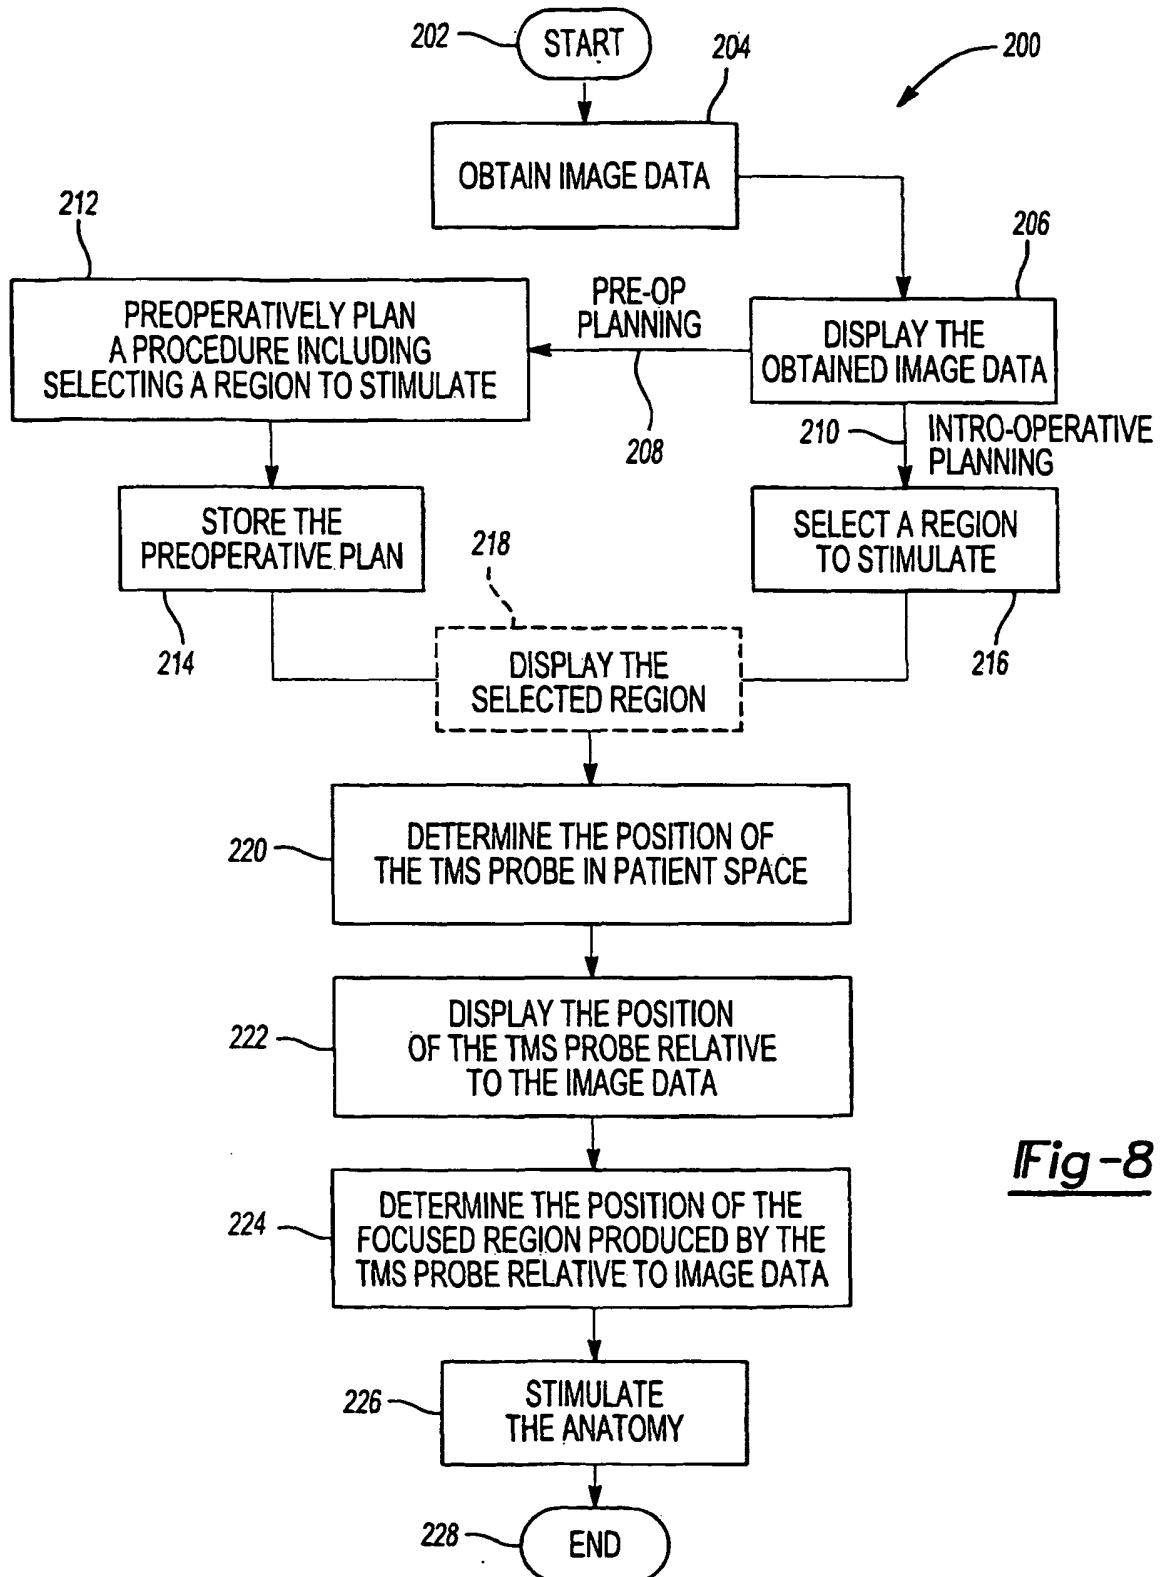 202
START
204
200
OBTAIN IMAGE DATA
212
206
PREOPERATIVELY PLAN
A PROCEDURE INCLUDING
SELECTING A REGION TO STIMULATE
PRE-OP
PLANNING
208
DISPLAY THE
OBTAINED IMAGE DATA
210
INTRO-OPERATIVE
PLANNING
STORE THE
PREOPERATIVE PLAN
214
SELECT A REGION
TO STIMULATE
216
218
DISPLAY THE
SELECTED REGION
220
DETERMINE THE POSITION OF
THE TMS PROBE IN PATIENT SPACE
222
DISPLAY THE POSITION
OF THE TMS PROBE RELATIVE
TO THE IMAGE DATA
Fig-8
224
DETERMINE THE POSITION OF THE
FOCUSED REGION PRODUCED BY THE
TMS PROBE RELATIVE TO IMAGE DATA
226
STIMULATE
THE ANATOMY
228
END